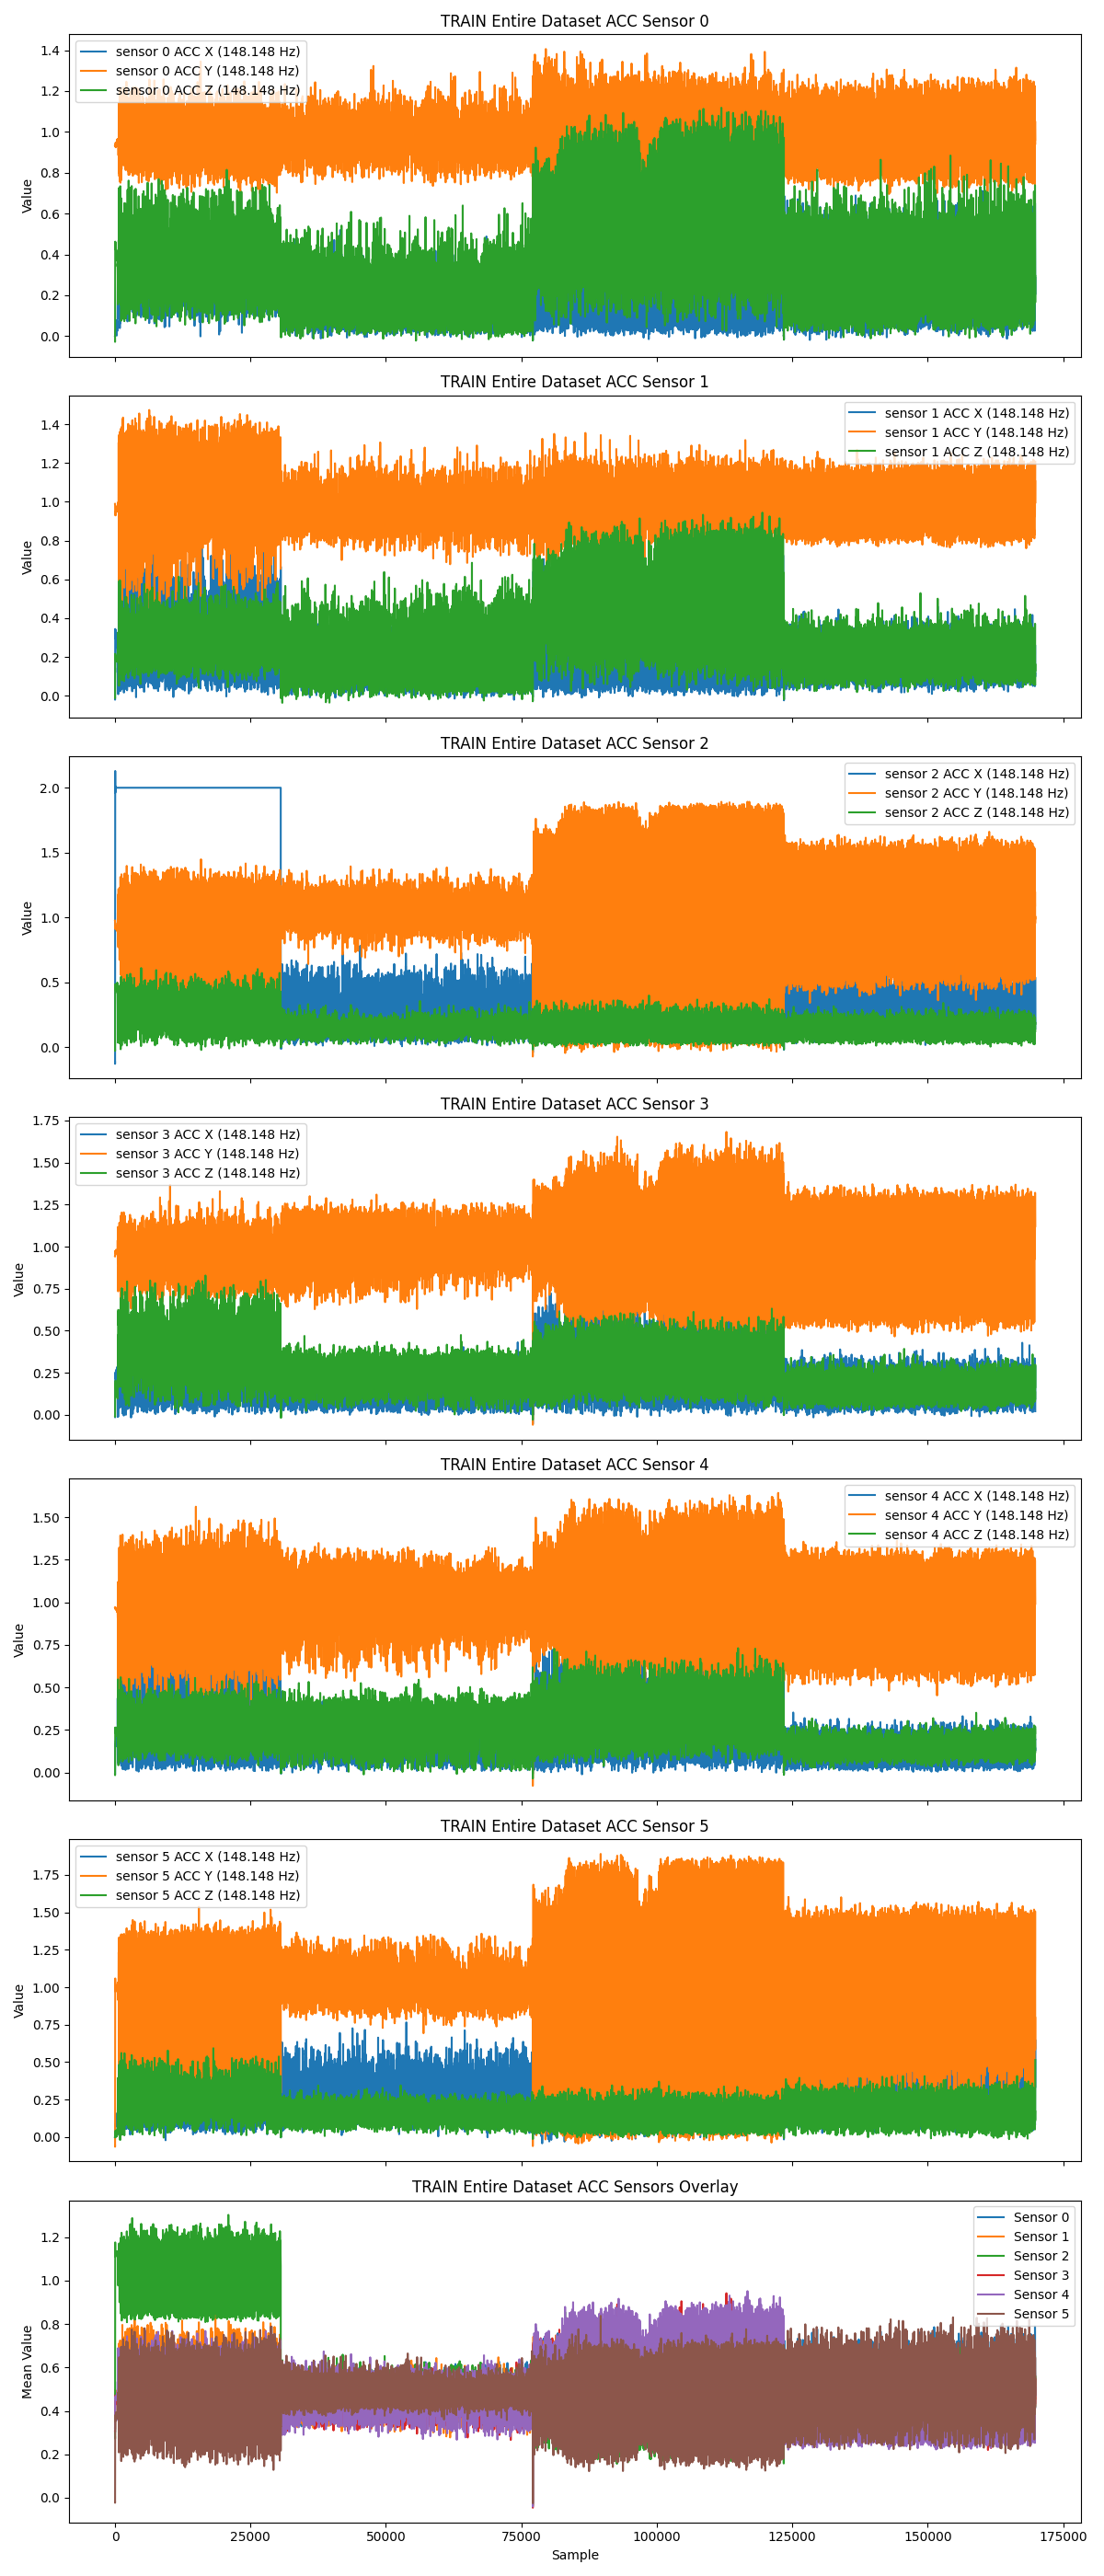 TRAIN Entire Dataset ACC Sensor 0
sensor 0 ACC X (148.148 Hz)
sensor 0 ACC Y (148.148 Hz)
sensor 0 ACC Z (148.148 Hz)
Value
1.4
1.2
1.0
0.8
0.6
0.4
0.2
0.0
TRAIN Entire Dataset ACC Sensor 1
sensor 1 ACC X (148.148 Hz)
sensor 1 ACC Y (148.148 Hz)
sensor 1 ACC Z (148.148 Hz)
Value
1.4
1.2
1.0
0.8
0.6
0.4
0.2
0.0
TRAIN Entire Dataset ACC Sensor 2
sensor 2 ACC X (148.148 Hz)
sensor 2 ACC Y (148.148 Hz)
sensor 2 ACC Z (148.148 Hz)
Value
2.0
1.5
1.0
0.5
0.0
TRAIN Entire Dataset ACC Sensor 3
sensor 3 ACC X (148.148 Hz)
sensor 3 ACC Y (148.148 Hz)
sensor 3 ACC Z (148.148 Hz)
Value
1.75
1.50
1.25
1.00
0.75
0.50
0.25
0.00
TRAIN Entire Dataset ACC Sensor 4
sensor 4 ACC X (148.148 Hz)
sensor 4 ACC Y (148.148 Hz)
sensor 4 ACC Z (148.148 Hz)
Value
1.50
1.25
1.00
0.75
0.50
0.25
0.00
TRAIN Entire Dataset ACC Sensor 5
sensor 5 ACC X (148.148 Hz)
sensor 5 ACC Y (148.148 Hz)
sensor 5 ACC Z (148.148 Hz)
Value
1.75
1.50
1.25
1.00
0.75
0.50
0.25
0.00
TRAIN Entire Dataset ACC Sensors Overlay
Sensor 0
Sensor 1
Sensor 2
Sensor 3
Sensor 4
Sensor 5
Mean Value
1.2
1.0
0.8
0.6
0.4
0.2
0.0
0 25000 50000 75000 100000 125000 150000 175000
Sample